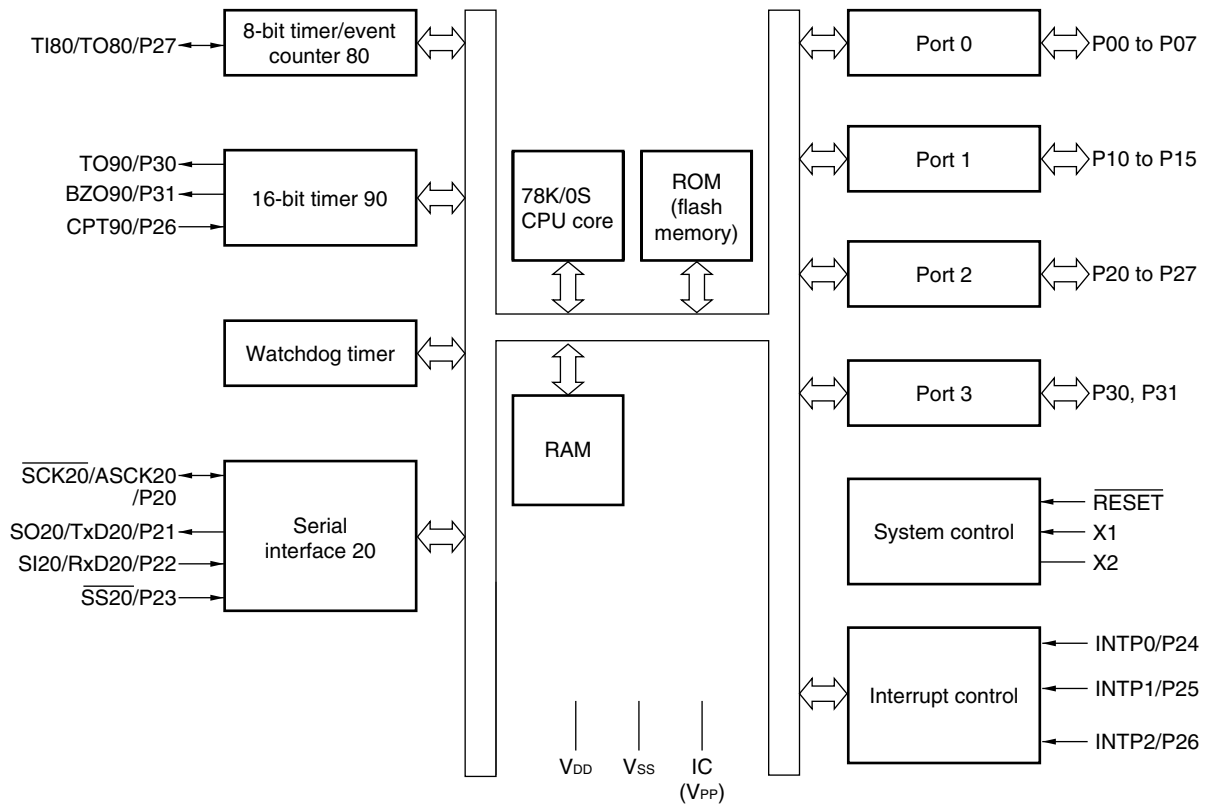 8-bit timer/event
counter 80
TI80/TO80/P27
16-bit timer 90
TO90/P30
BZO90/P31
CPT90/P26
Watchdog timer
Serial
interface 20
SCK20/ASCK20
/P20
SO20/TxD20/P21
SI20/RxD20/P22
SS20/P23
78K/0S
CPU core
ROM
(flash
memory)
RAM
VDD
VSS
IC
(VPP)
Port 0
P00 to P07
Port 1
P10 to P15
Port 2
P20 to P27
Port 3
P30, P31
System control
RESET
X1
X2
Interrupt control
INTP0/P24
INTP1/P25
INTP2/P26